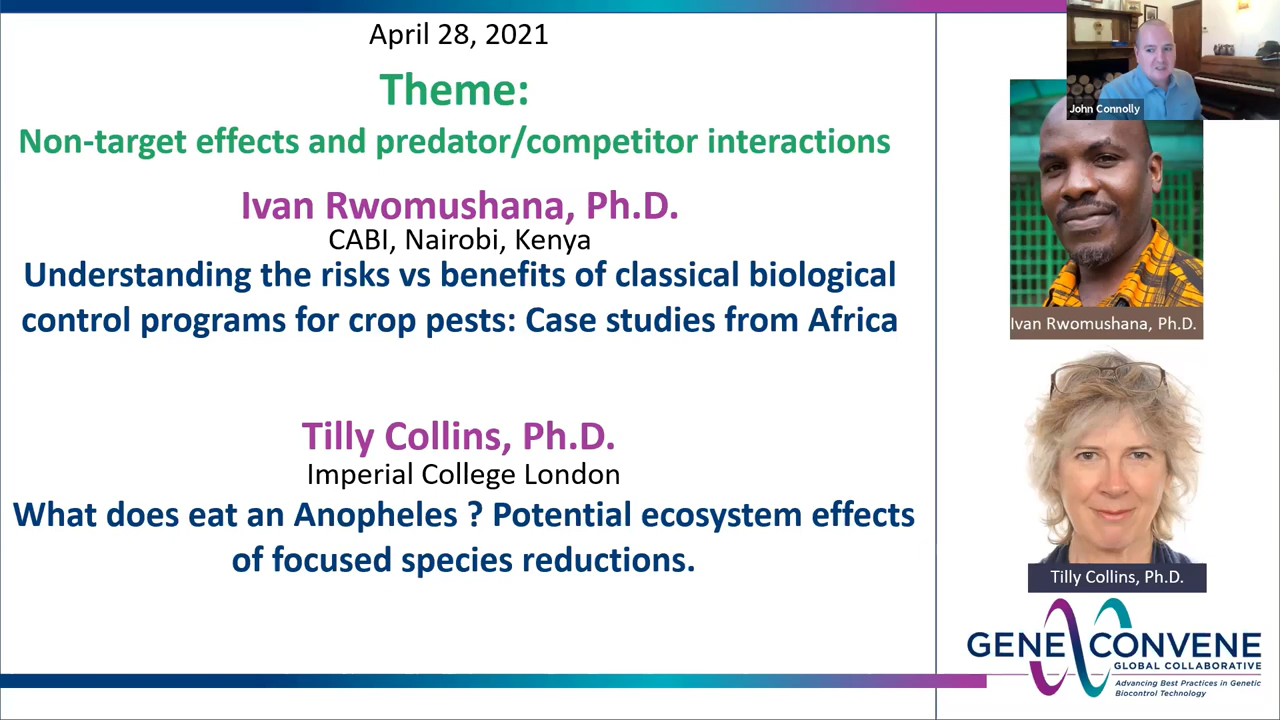 April 28, 2021
Theme:
Non-target effects and predator/competitor interactions
Ivan Rwomushana, Ph.D.
CABI, Nairobi, Kenya
Understanding the risks vs benefits of classical biological
control programs for crop pests: Case studies from Africa
Tilly Collins, Ph.D.
Imperial College London
What does eat an Anopheles ? Potential ecosystem effects
of focused species reductions.
John Connolly
Ivan Rwomushana, Ph.D.
Tilly Collins, Ph.D.
GENE CONVENE
GLOBAL COLLABORATIVE
Advancing Best Practices in Genetic
Biocontrol Technology